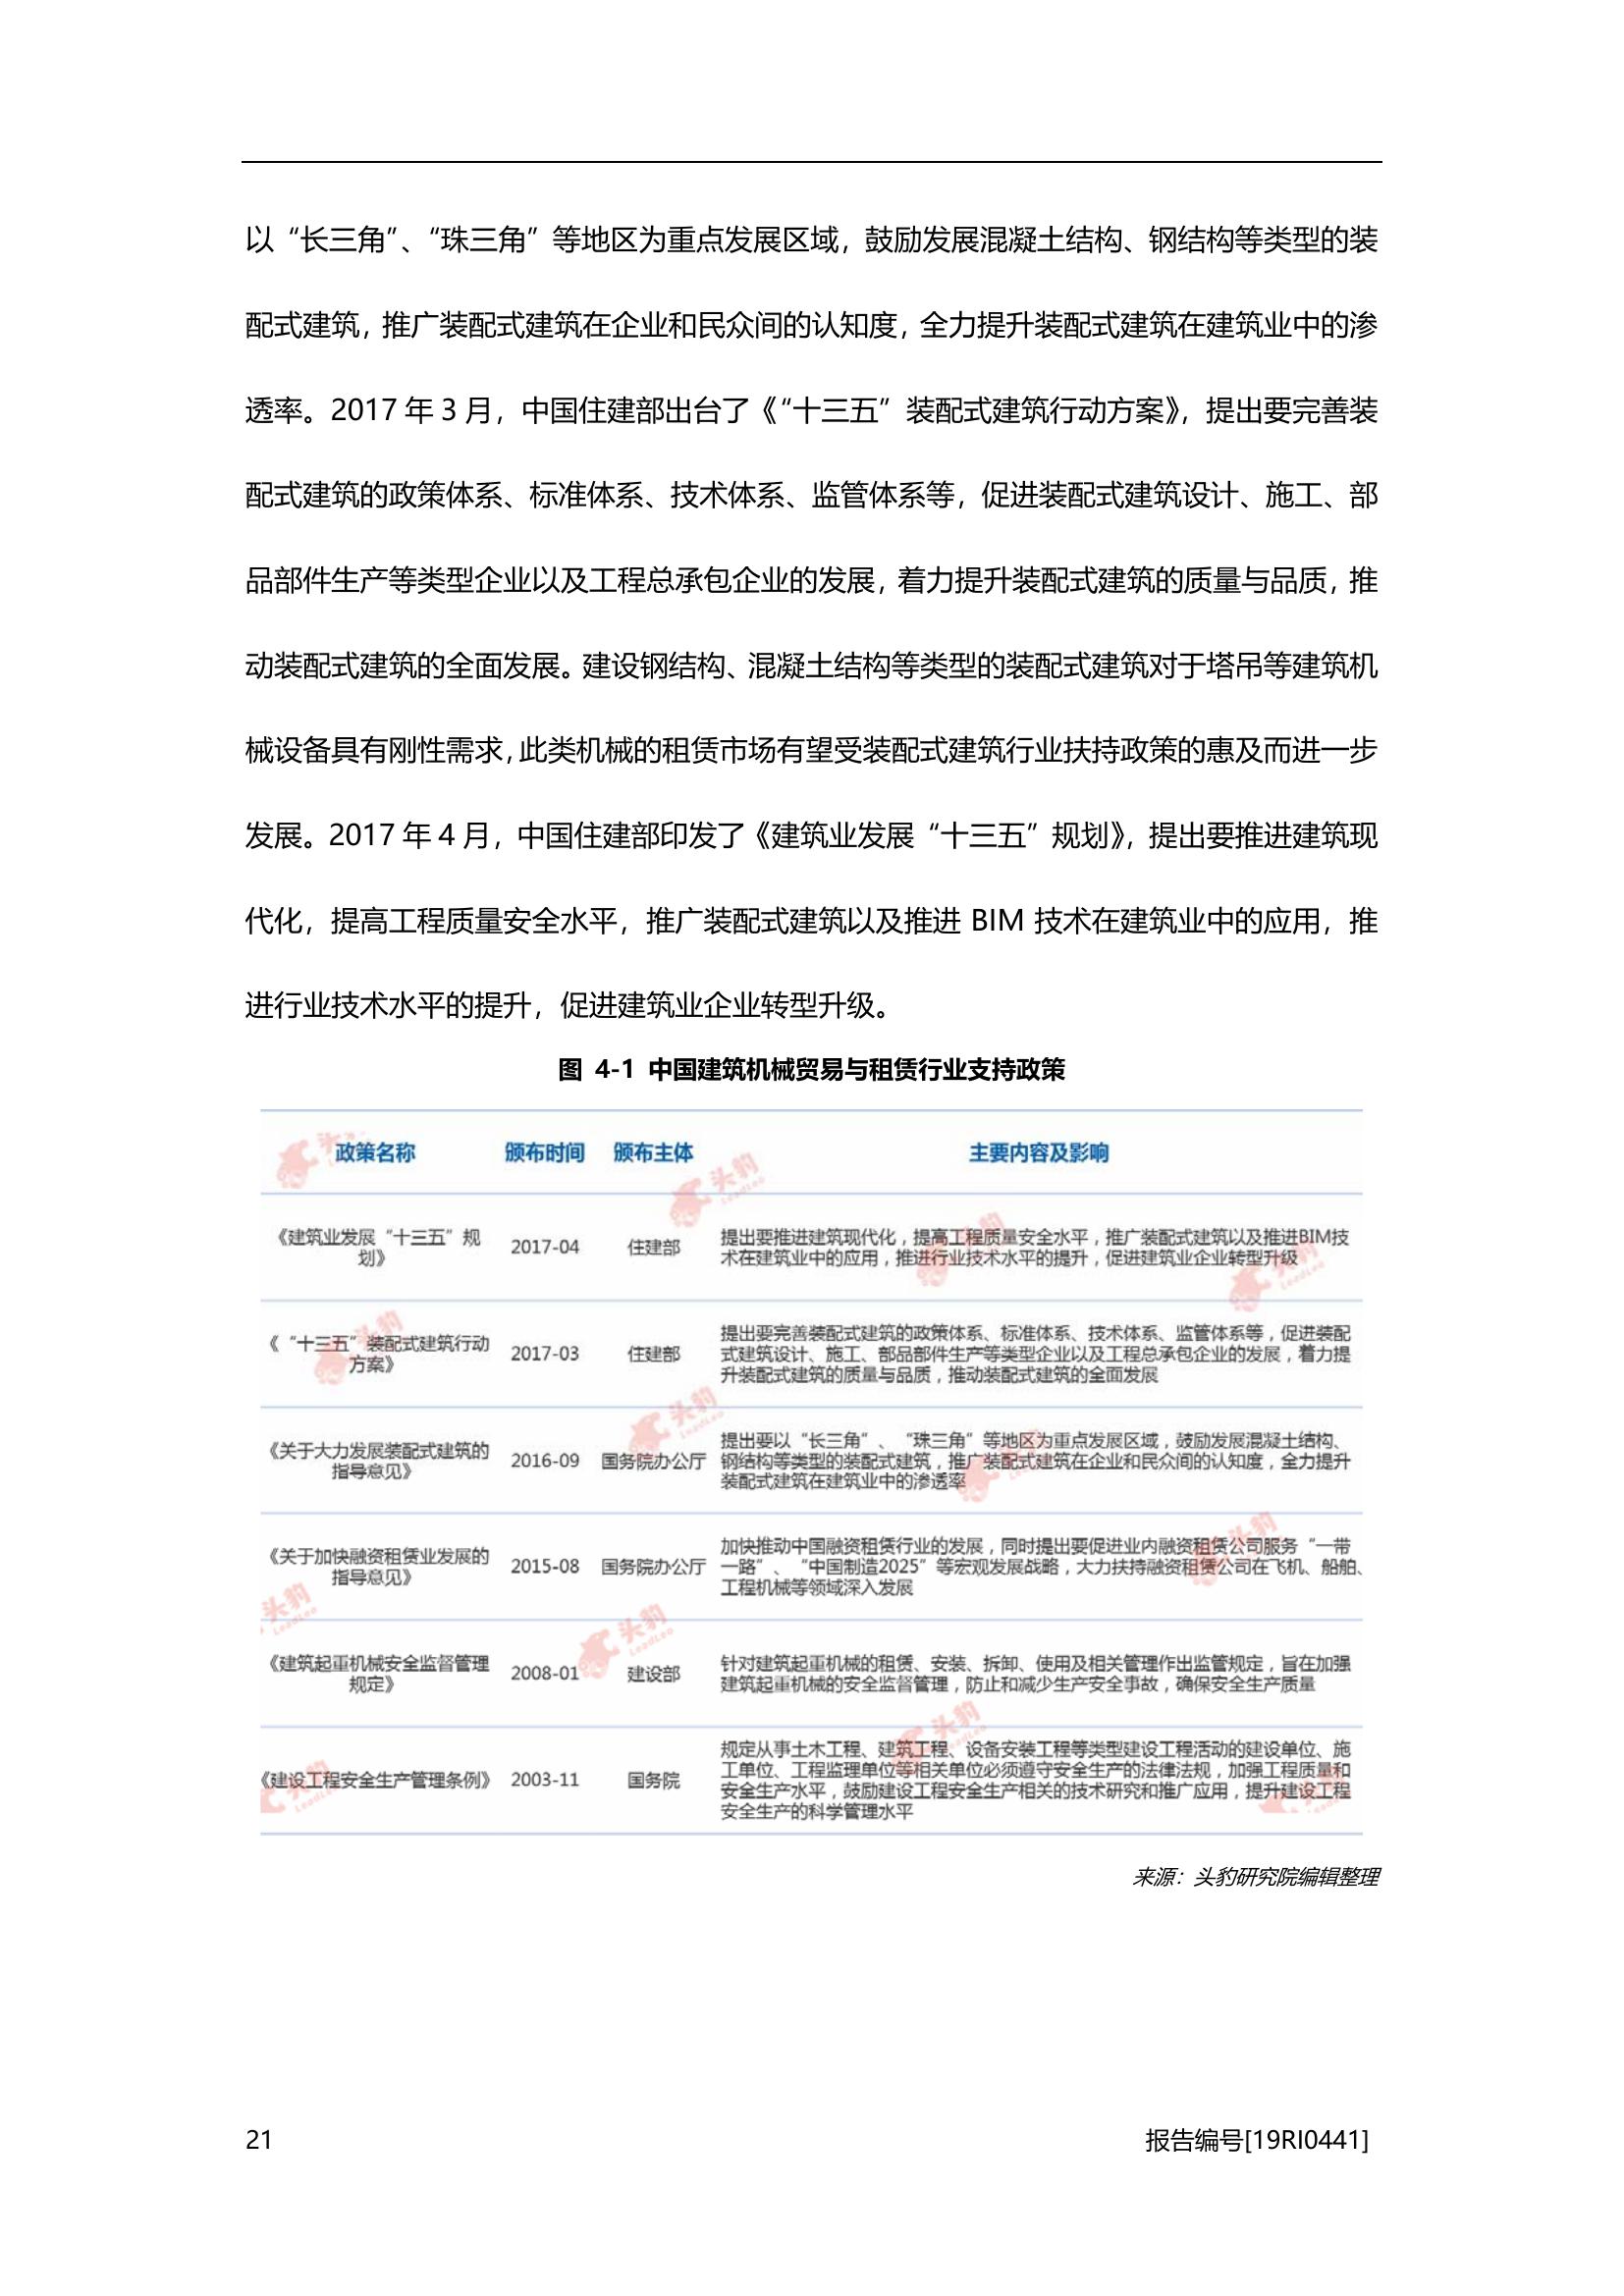 以“长三角”、“珠三角”等地区为重点发展区域，鼓励发展混凝土结构、钢结构等类型的装
配式建筑，推广装配式建筑在企业和民众间的认知度，全力提升装配式建筑在建筑业中的渗
透率。2017 年 3 月，中国住建部出台了《“十三五”装配式建筑行动方案》，提出要完善装
配式建筑的政策体系、标准体系、技术体系、监管体系等，促进装配式建筑设计、施工、部
品部件生产等类型企业以及工程总承包企业的发展，着力提升装配式建筑的质量与品质，推
动装配式建筑的全面发展。建设钢结构、混凝土结构等类型的装配式建筑对于塔吊等建筑机
械设备具有刚性需求，此类机械的租赁市场有望受装配式建筑行业扶持政策的惠及而进一步
发展。2017 年 4 月，中国住建部印发了《建筑业发展“十三五”规划》，提出要推进建筑现
代化，提高工程质量安全水平，推广装配式建筑以及推进 BIM 技术在建筑业中的应用，推
进行业技术水平的提升，促进建筑业企业转型升级。
图 4-1 中国建筑机械贸易与租赁行业支持政策
政策名称 颁布时间 颁布主体 主要内容及影响
《建筑业发展“十三五”规
划》
2017-04 住建部
提出要推进建筑现代化，提高工程质量安全水平，推广装配式建筑以及推进BIM技
术在建筑业中的应用，推进行业技术水平的提升，促进建筑业企业转型升级
《“十三五”装配式建筑行动
方案》
2017-03 住建部
提出要完善装配式建筑的政策体系、标准体系、技术体系、监管体系等，促进装配
式建筑设计、施工、部品部件生产等类型企业以及工程总承包企业的发展，着力提
升装配式建筑的质量与品质，推动装配式建筑的全面发展
《关于大力发展装配式建筑的
指导意见》
2016-09 国务院办公厅
提出要以“长三角”、“珠三角”等地区为重点发展区域，鼓励发展混凝土结构、
钢结构等类型的装配式建筑，推广装配式建筑在企业和民众间的认知度，全力提升
装配式建筑在建筑业中的渗透率
《关于加快融资租赁业发展的
指导意见》
2015-08 国务院办公厅
加快推动中国融资租赁行业的发展，同时提出要促进业内融资租赁公司服务“一带
一路”、“中国制造2025”等宏观发展战略，大力扶持融资租赁公司在飞机、船舶、
工程机械等领域深入发展
《建筑起重机械安全监督管理
规定》
2008-01 建设部
针对建筑起重机械的租赁、安装、拆卸、使用及相关管理作出监管规定，旨在加强
建筑起重机械的安全监督管理，防止和减少生产安全事故，确保安全生产质量
《建设工程安全生产管理条例》 2003-11 国务院
规定从事土木工程、建筑工程、设备安装工程等类型建设工程活动的建设单位、施
工单位、工程监理单位等相关单位必须遵守安全生产的法律法规，加强工程质量和
安全生产水平，鼓励建设工程安全生产相关的技术研究和推广应用，提升建设工程
安全生产的科学管理水平
来源：头豹研究院编辑整理
21 报告编号[19RI0441]